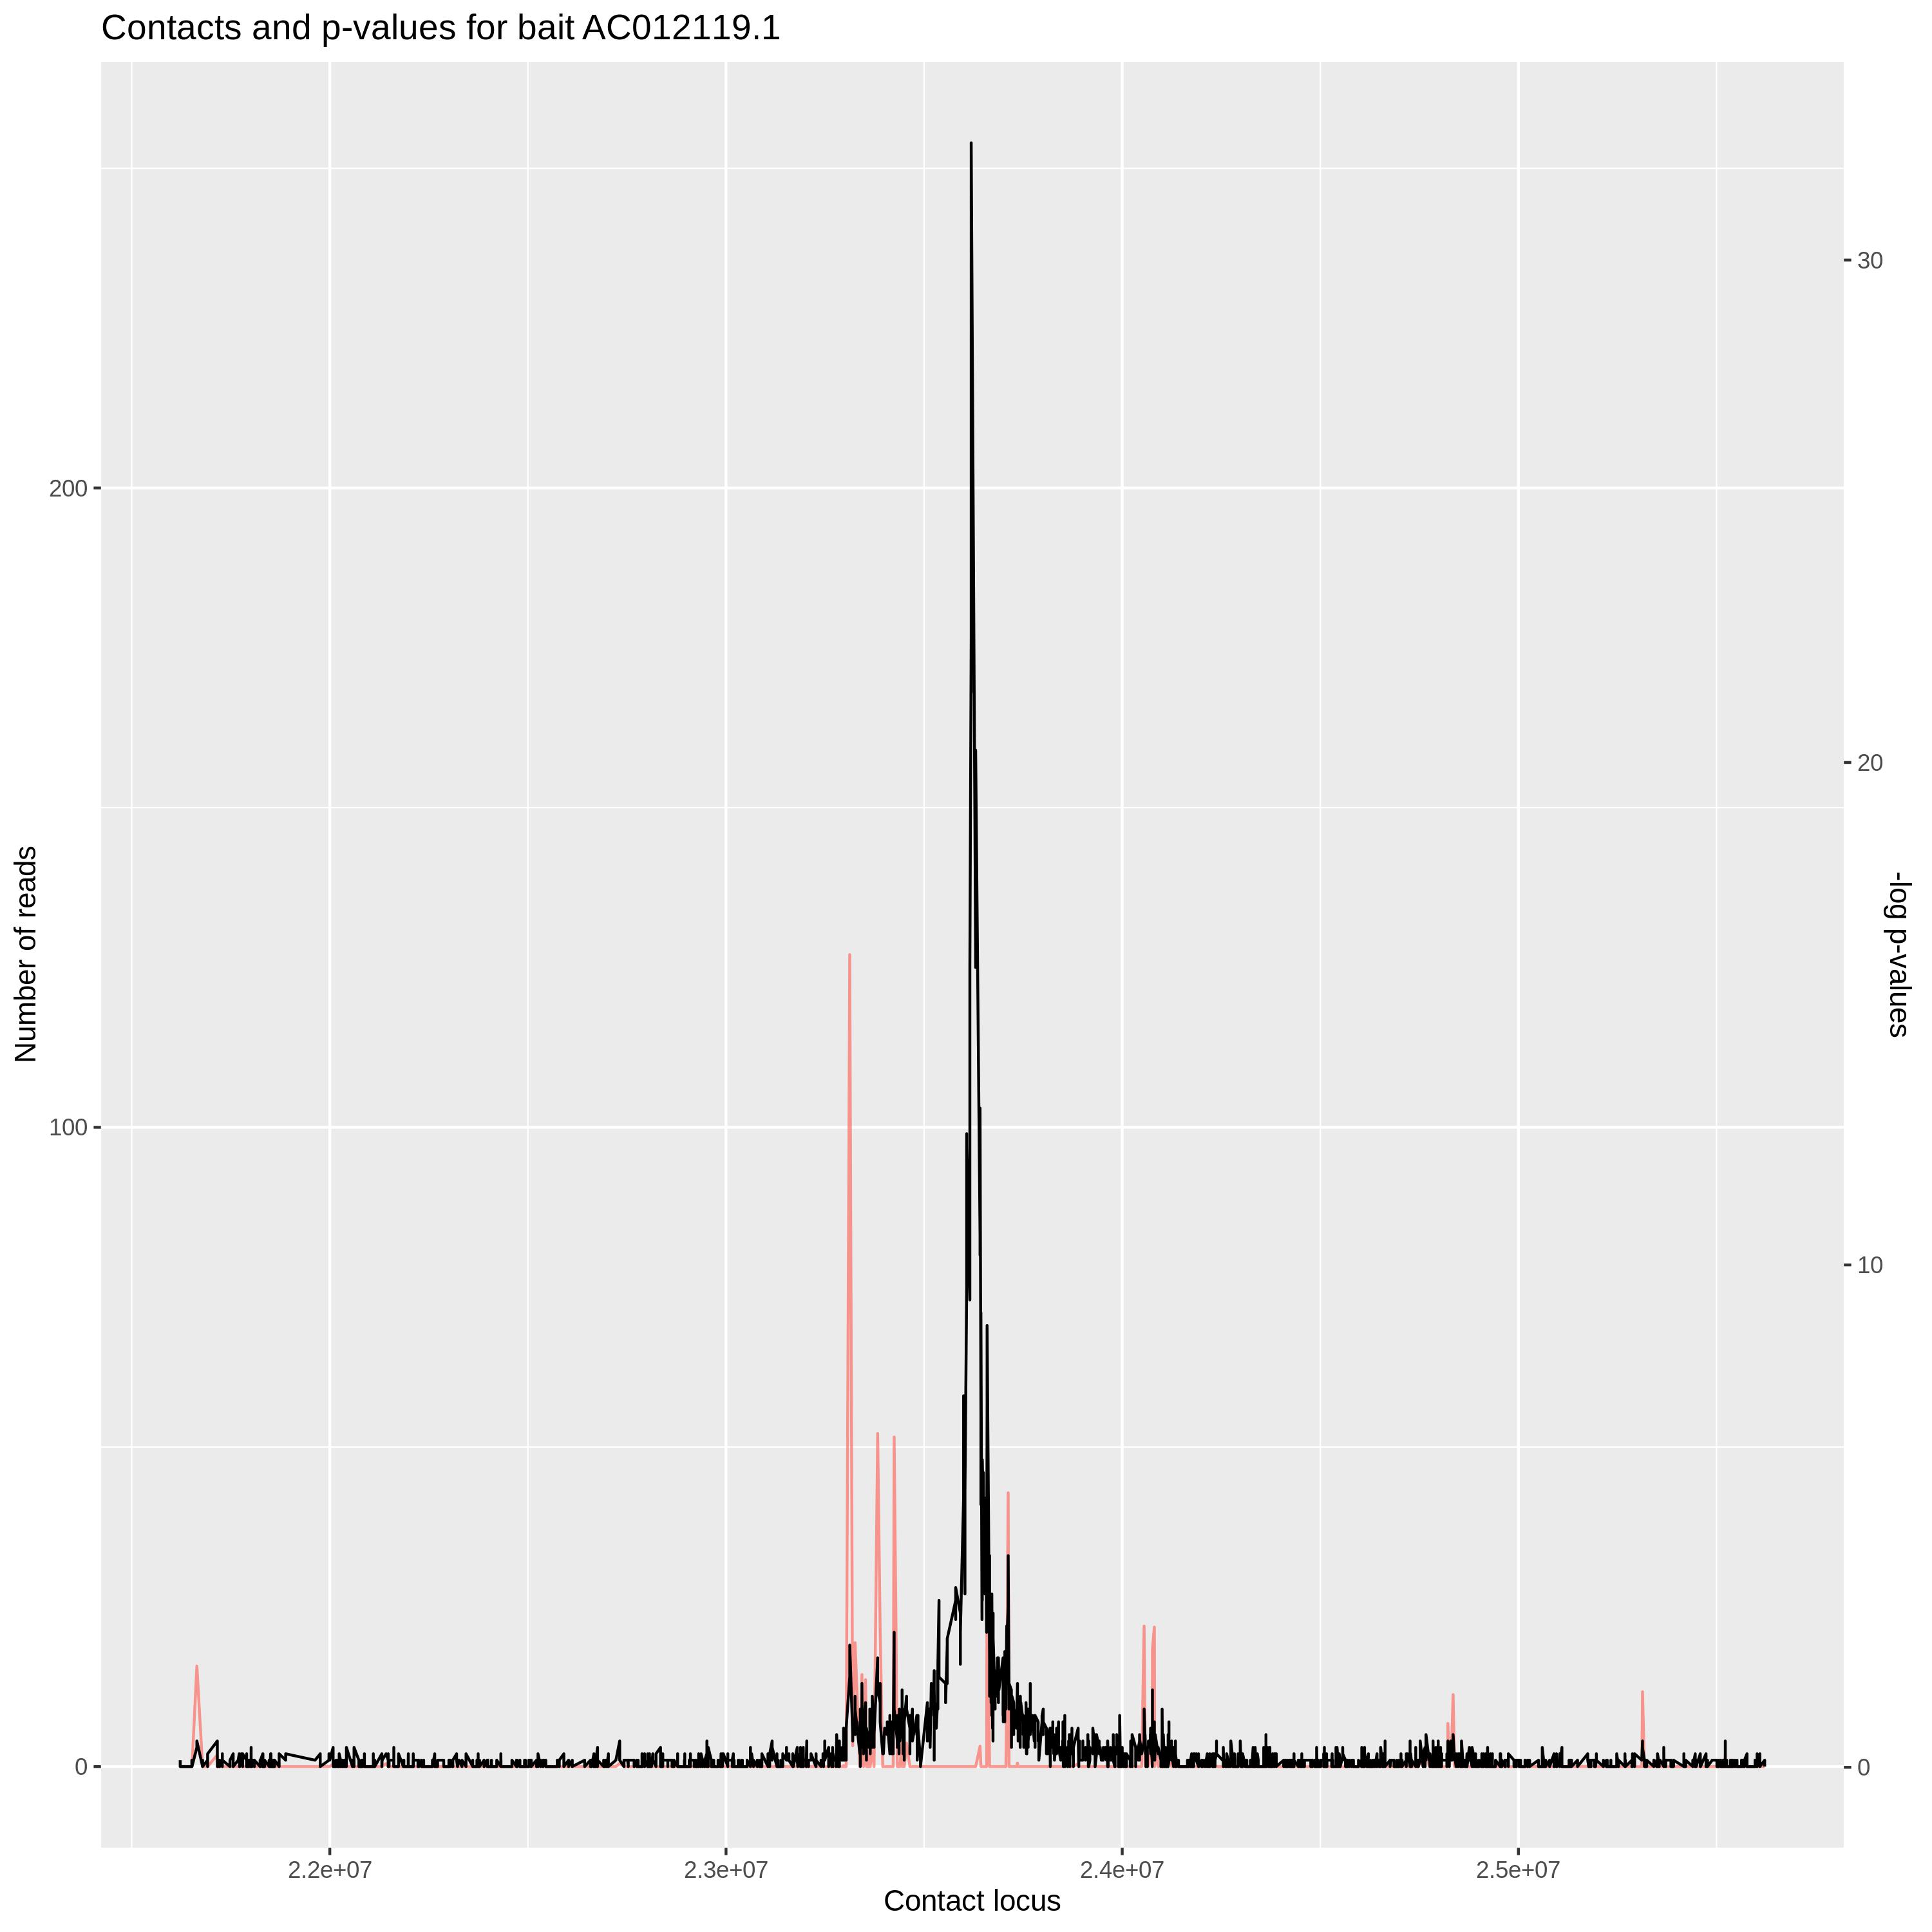 Contacts and p-values for bait AC012119.1
200
100
0
Number of reads
30
20
10
0
-log p-values
2.2e+07
2.3e+07
2.4e+07
2.5e+07
Contact locus